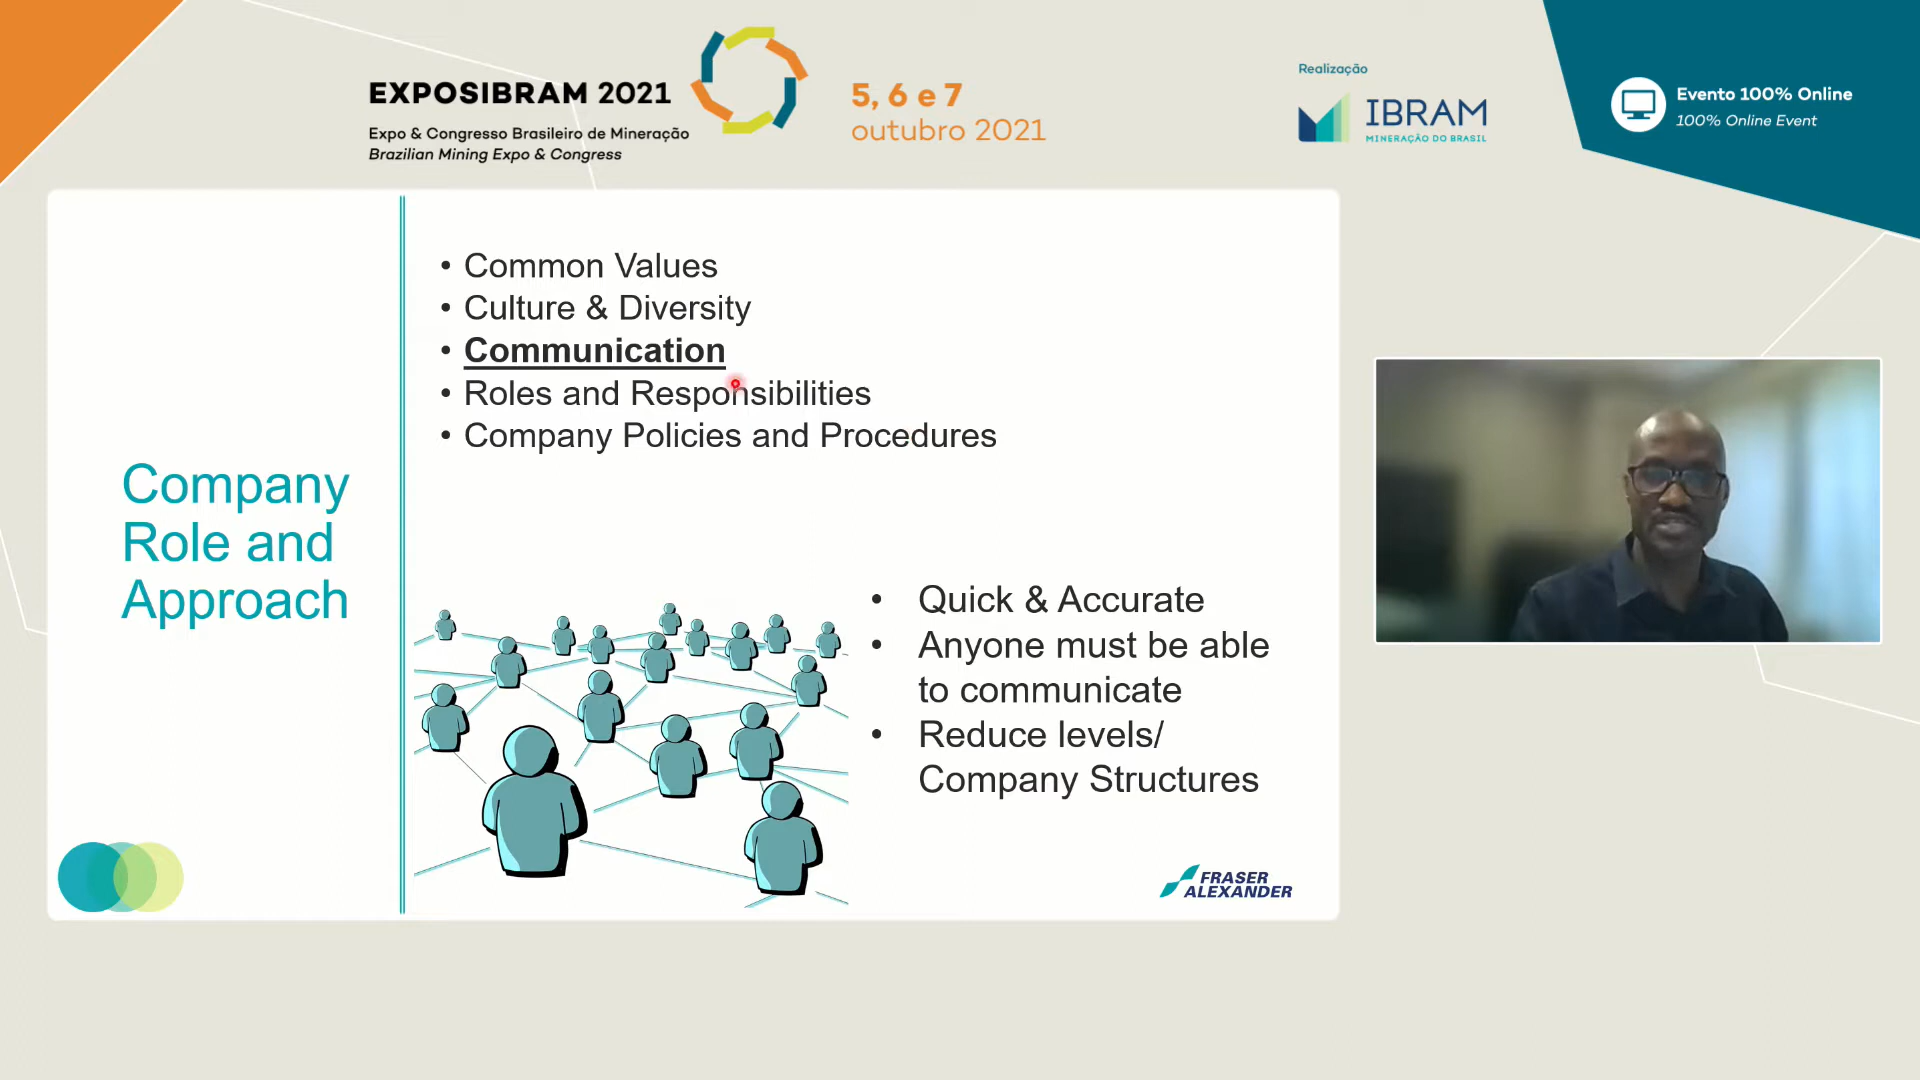 EXPOSIBRAM 2021
Expo & Congresso Brasileiro de Mineração
Brazilian Mining Expo & Congress
5, 6 e 7
outubro 2021
Realização
IBRAM
MINERAÇÃO DO BRASIL
Evento 100% Online
100% Online Event
Company
Role and
Approach
• Common Values
• Culture & Diversity
• Communication
• Roles and Responsibilities
• Company Policies and Procedures
• Quick & Accurate
• Anyone must be able
to communicate
• Reduce levels/
Company Structures
FRASER
ALEXANDER